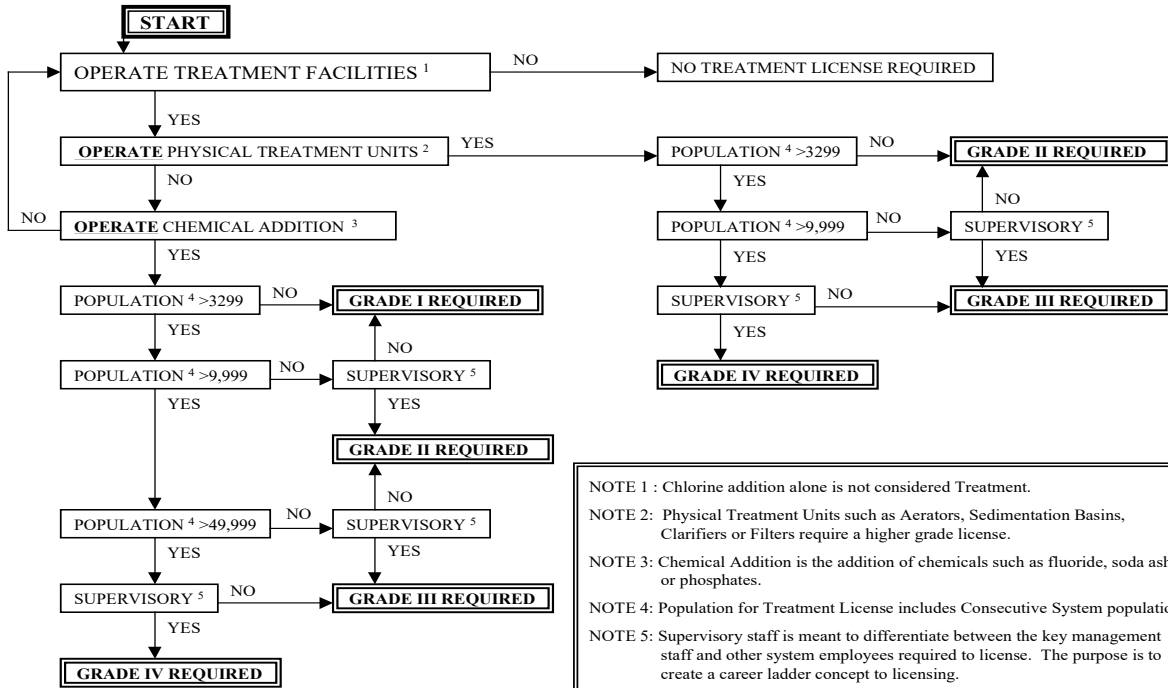 START
OPERATE TREATMENT FACILITIES 1
NO
NO TREATMENT LICENSE REQUIRED
YES
OPERATE PHYSICAL TREATMENT UNITS 2
YES
POPULATION 4 >3299
NO
GRADE II REQUIRED
NO
YES
NO
NO
OPERATE CHEMICAL ADDITION 3
POPULATION 4 >9,999
NO
SUPERVISORY 5
YES
YES
YES
POPULATION 4 >3299
NO
GRADE I REQUIRED
SUPERVISORY 5
NO
GRADE III REQUIRED
YES
NO
YES
POPULATION 4 >9,999
NO
SUPERVISORY 5
GRADE IV REQUIRED
YES
YES
GRADE II REQUIRED
NO
POPULATION 4 >49,999
NO
SUPERVISORY 5
YES
YES
SUPERVISORY 5
NO
GRADE III REQUIRED
YES
GRADE IV REQUIRED
NOTE 1 : Chlorine addition alone is not considered Treatment.
NOTE 2: Physical Treatment Units such as Aerators, Sedimentation Basins,
Clarifiers or Filters require a higher grade license.
NOTE 3: Chemical Addition is the addition of chemicals such as fluoride, soda ash
or phosphates.
NOTE 4: Population for Treatment License includes Consecutive System
NOTE 5: Supervisory staff is meant to differentiate between the key management
staff and other system employees required to license. The purpose is to
create a career ladder concept to licensing.